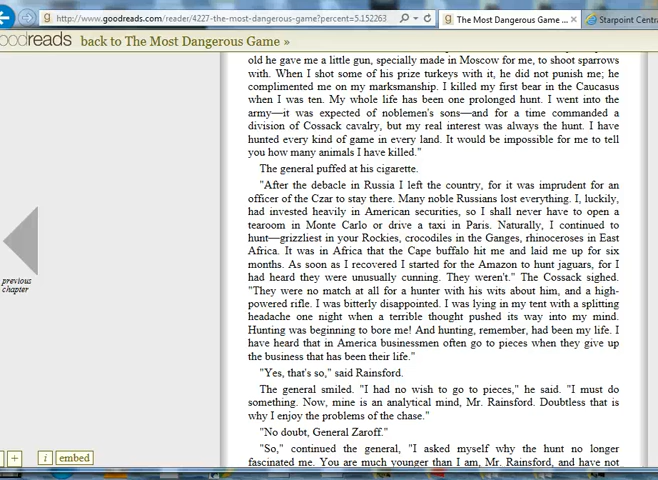 http://www.goodreads.com/reader/4227-the-most-dangerous-game?percent=5.152263
The Most Dangerous Game ...
Starpoint Centra
oodreads back to The Most Dangerous Game »
old he gave me a little gun, specially made in Moscow for me, to shoot sparrows
with. When I shot some of his prize turkeys with it, he did not punish me; he
complimented me on my marksmanship. I killed my first bear in the Caucasus
when I was ten. My whole life has been one prolonged hunt. I went into the
army—it was expected of noblemen's sons—and for a time commanded a
division of Cossack cavalry, but my real interest was always the hunt. I have
hunted every kind of game in every land. It would be impossible for me to tell
you how many animals I have killed."
The general puffed at his cigarette.
"After the debacle in Russia I left the country, for it was imprudent for an
officer of the Czar to stay there. Many noble Russians lost everything. I, luckily,
had invested heavily in American securities, so I shall never have to open a
tearoom in Monte Carlo or drive a taxi in Paris. Naturally, I continued to
hunt—grizzliest in your Rockies, crocodiles in the Ganges, rhinoceroses in East
Africa. It was in Africa that the Cape buffalo hit me and laid me up for six
months. As soon as I recovered I started for the Amazon to hunt jaguars, for I
had heard they were unusually cunning. They weren't." The Cossack sighed.
"They were no match at all for a hunter with his wits about him, and a high-
powered rifle. I was bitterly disappointed. I was lying in my tent with a splitting
headache one night when a terrible thought pushed its way into my mind.
Hunting was beginning to bore me! And hunting, remember, had been my life. I
have heard that in America businessmen often go to pieces when they give up
the business that has been their life."
"Yes, that's so," said Rainsford.
The general smiled. "I had no wish to go to pieces," he said. "I must do
something. Now, mine is an analytical mind, Mr. Rainsford. Doubtless that is
why I enjoy the problems of the chase."
"No doubt, General Zaroff."
"So," continued the general, "I asked myself why the hunt no longer
fascinated me. You are much younger than I am, Mr. Rainsford, and have not
previous
chapter
+ i embed